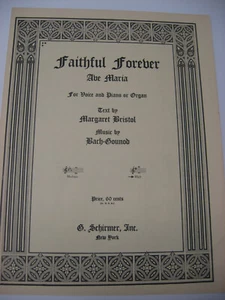 Faithful Forever
Ave Maria
For Voice and Piano or Organ
Text by
Margaret Bristol
Music by
Bach-Gounod
Price, 60 cents
G. Schirmer, Inc.
New York